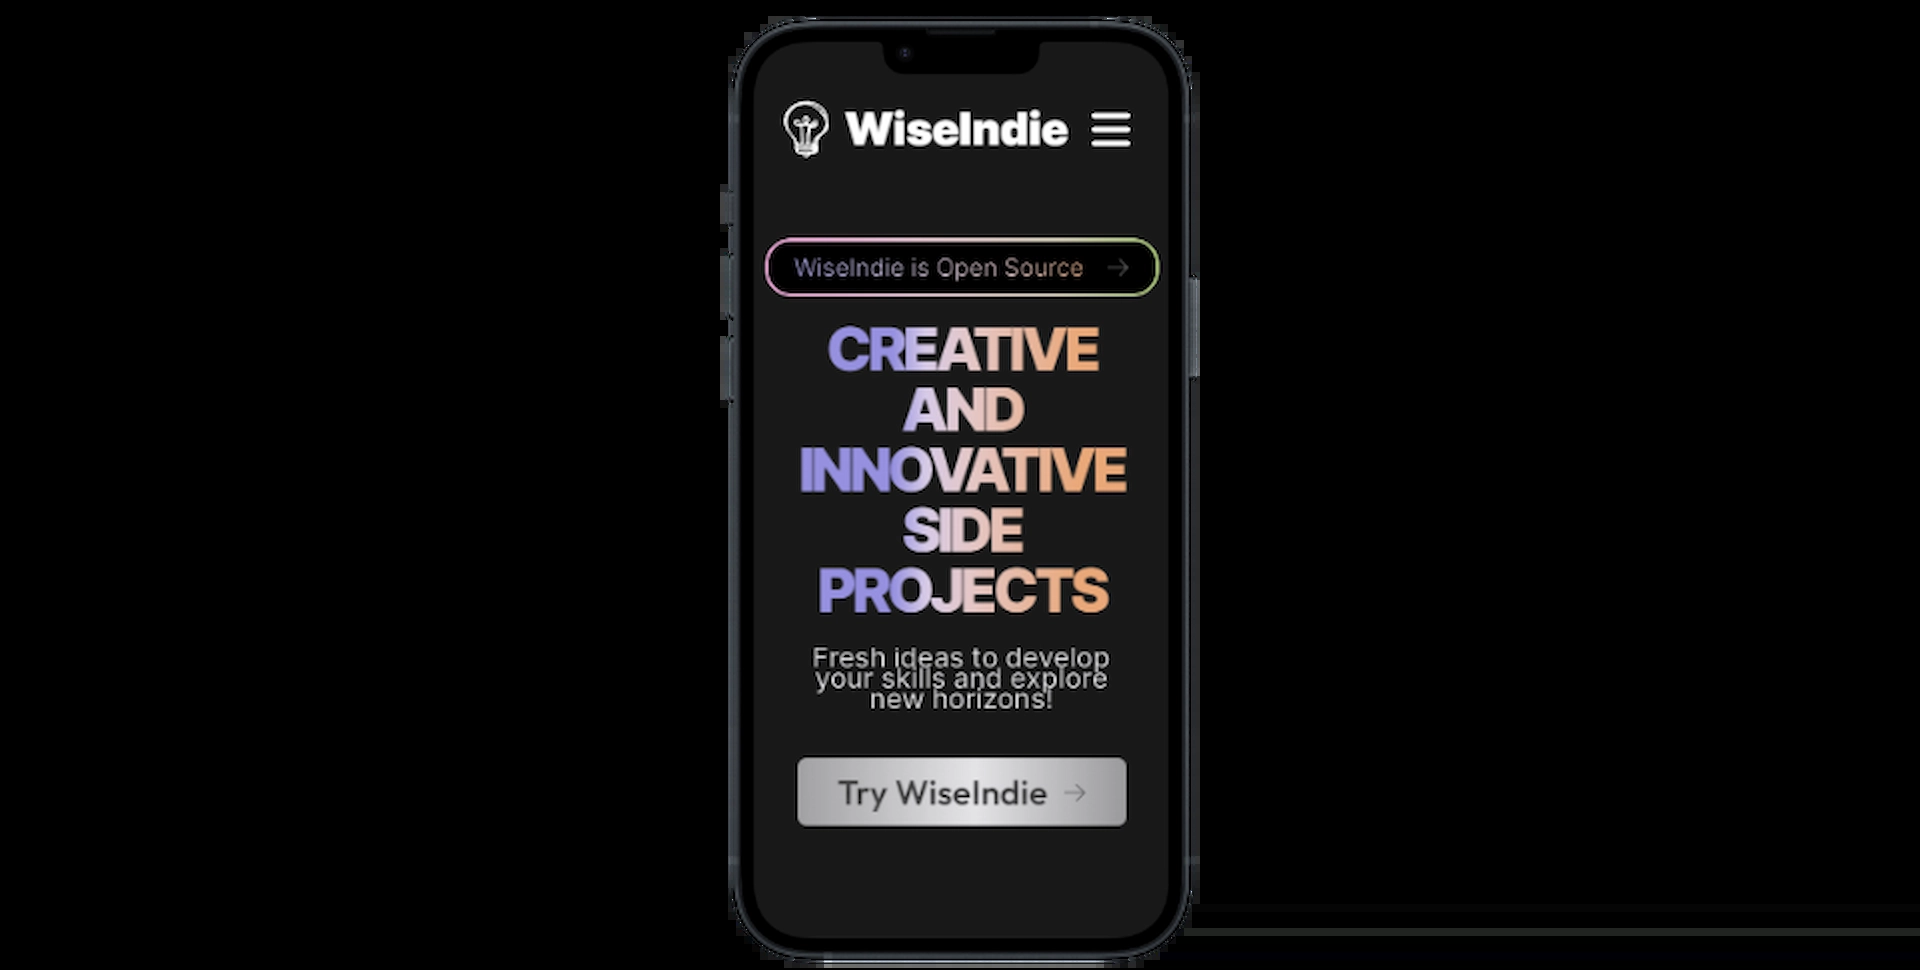 WiseIndie
WiseIndie is Open Source →
CREATIVE
AND
INNOVATIVE
SIDE
PROJECTS
Fresh ideas to develop
your skills and explore
new horizons!
Try WiseIndie →